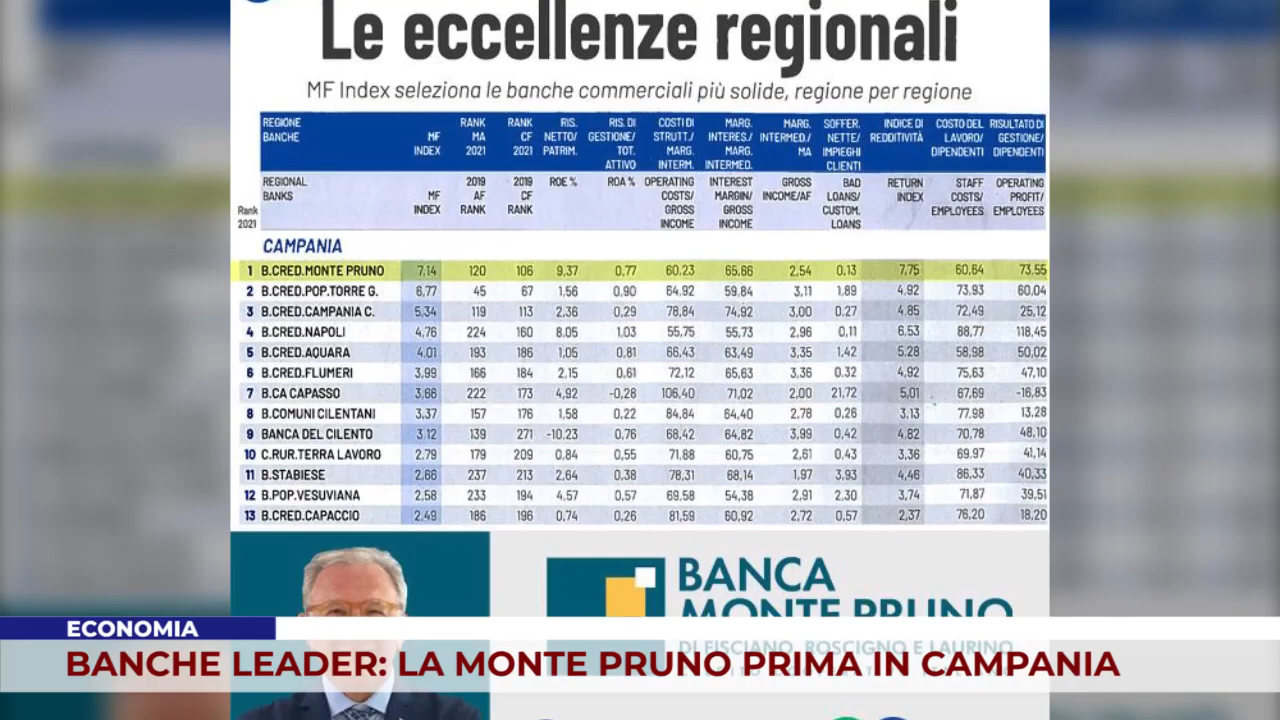 Le eccellenze regionali
MF Index seleziona le banche commerciali più solide, regione per regione
REGIONE BANCHE MF INDEX RANK MA 2021 RANK CF 2021 RIS. NETTO/ PATRIM. RIS. DI GESTIONE/ TOT. ATTIVO COSTI DI STRUTT./ MARG. INTERM. MARG. INTERES./ MARG. INTERMED. MARG. INTERMED./ MA SOFFER. NETTE/ IMPIEGHI CLIENTI INDICE DI REDDITIVITÀ COSTO DEL LAVORO/ DIPENDENTI RISULTATO DI GESTIONE/ DIPENDENTI
Rank 2021 REGIONAL BANKS MF INDEX 2019 AF RANK 2019 CF RANK ROE % ROA % OPERATING COSTS/ GROSS INCOME INTEREST MARGIN/ GROSS INCOME GROSS INCOME/AF BAD LOANS/ CUSTOM. LOANS RETURN INDEX STAFF COSTS/ EMPLOYEES OPERATING PROFIT/ EMPLOYEES
CAMPANIA
1 B.CRED.MONTE PRUNO 7,14 120 106 9,37 0,77 60,23 65,66 2,54 0,13 7,75 60,64 73,55
2 B.CRED.POP.TORRE G. 6,77 45 67 1,56 0,90 64,92 59,84 3,11 1,89 4,92 73,93 60,04
3 B.CRED.CAMPANIA C. 5,34 119 113 2,36 0,29 78,84 74,92 3,00 0,27 4,85 72,49 25,12
4 B.CRED.NAPOLI 4,76 224 160 8,05 1,03 55,75 55,73 2,96 0,11 6,53 88,77 118,45
5 B.CRED.AQUARA 4,01 193 186 1,05 0,81 66,43 63,49 3,35 1,42 5,28 58,98 50,02
6 B.CRED.FLUMERI 3,99 166 184 2,15 0,61 72,12 65,63 3,36 0,32 4,92 75,63 47,10
7 B.CA CAPASSO 3,66 222 173 4,92 -0,28 106,40 71,02 2,00 21,72 5,01 67,69 -16,83
8 B.COMUNI CILENTANI 3,37 157 176 1,58 0,22 84,84 64,40 2,78 0,26 3,13 77,98 13,28
9 BANCA DEL CILENTO 3,12 139 271 -10,23 0,76 68,42 64,82 3,99 0,42 4,82 70,78 48,10
10 C.RUR.TERRA LAVORO 2,79 179 209 0,84 0,55 71,88 60,75 2,61 0,43 3,36 69,97 41,14
11 B.STABIESE 2,66 237 213 2,64 0,38 78,31 68,14 1,97 3,93 4,46 86,33 40,33
12 B.POP.VESUVIANA 2,58 233 194 4,57 0,57 69,58 54,38 2,91 2,30 3,74 71,87 39,51
13 B.CRED.CAPACCIO 2,49 186 196 0,74 0,26 81,59 60,92 2,72 0,57 2,37 76,20 18,20
BANCA
MONTE PRUNO
DI FISCIANO, ROSCIGNO E LAURINO
ECONOMIA
BANCHE LEADER: LA MONTE PRUNO PRIMA IN CAMPANIA